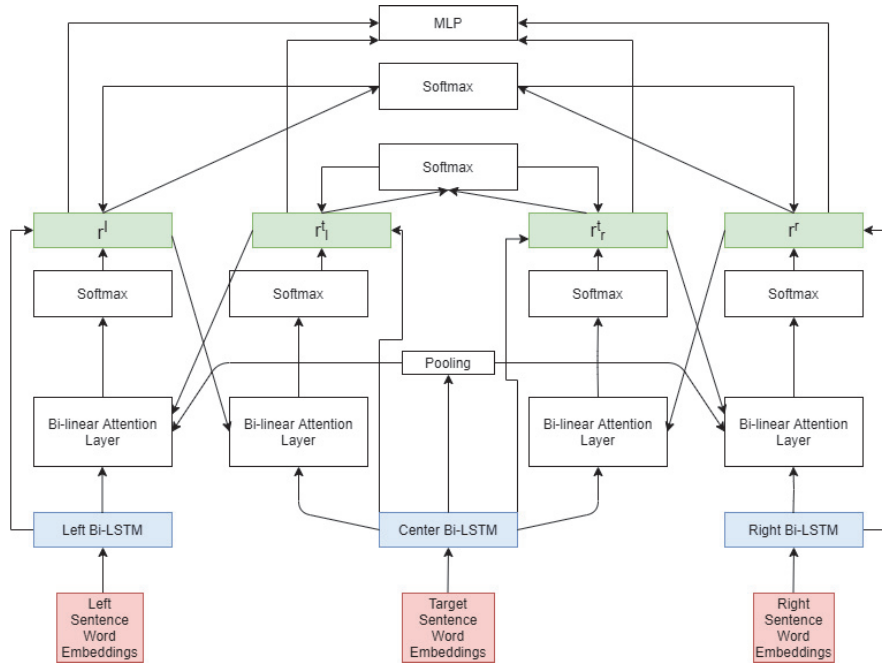 MLP
Softmax
Softmax
r^l
r^t_l
r^t_r
r^r
Softmax
Softmax
Softmax
Softmax
Pooling
Bi-linear Attention
Layer
Bi-linear Attention
Layer
Bi-linear Attention
Layer
Bi-linear Attention
Layer
Left Bi-LSTM
Center Bi-LSTM
Right Bi-LSTM
Left
Sentence
Word
Embeddings
Target
Sentence
Word
Embeddings
Right
Sentence
Word
Embeddings